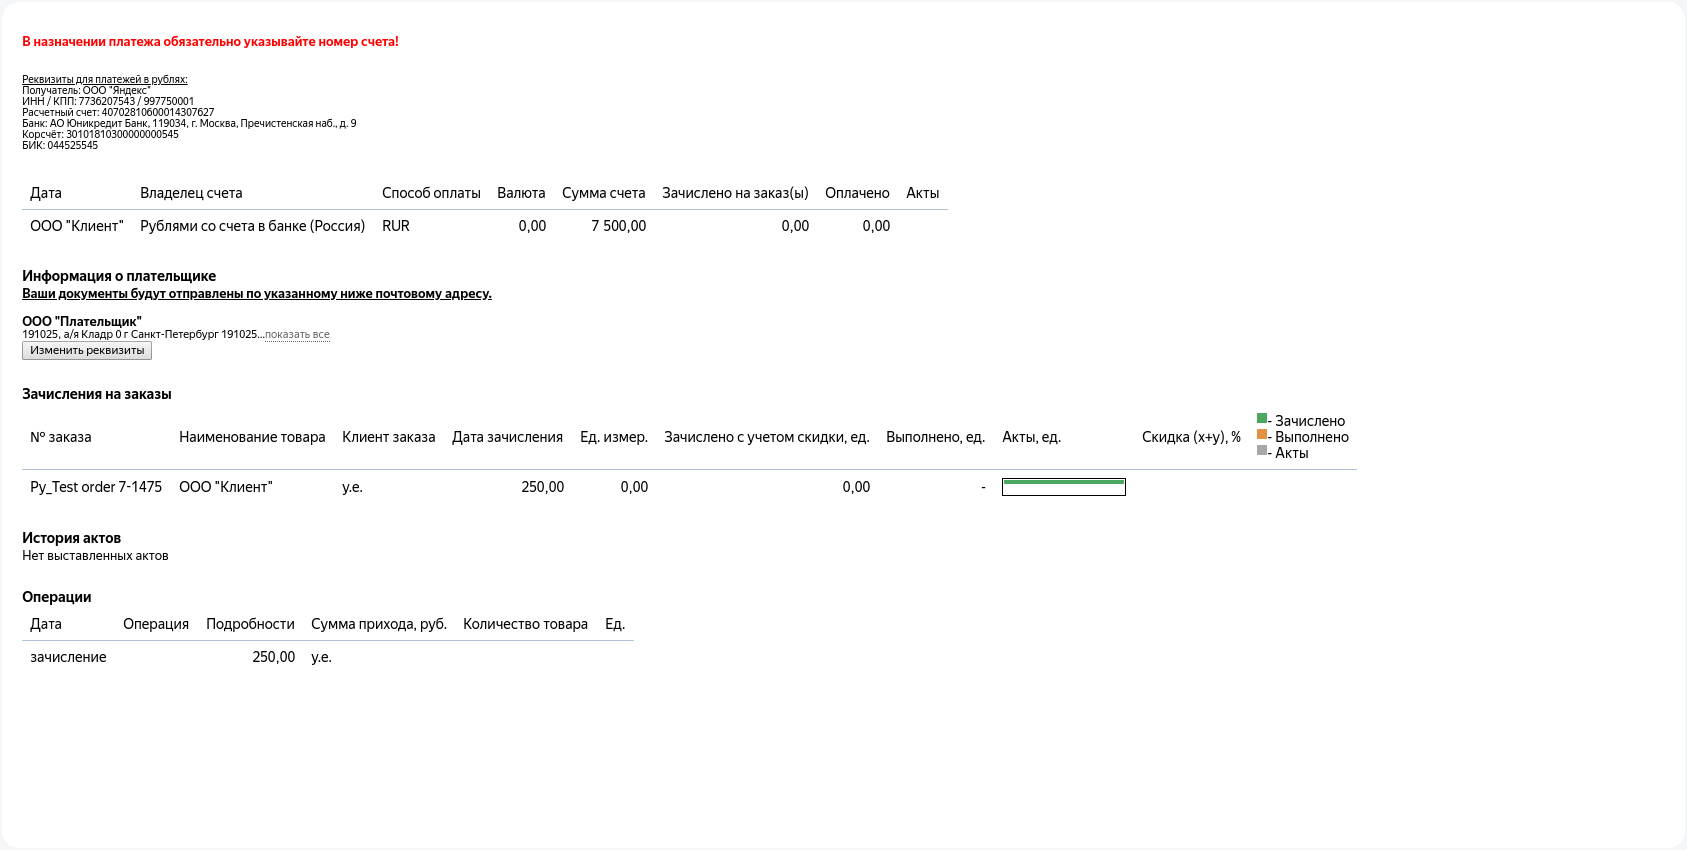 В назначении платежа обязательно указывайте номер счета!
Реквизиты для платежей в рублях:
Получатель: ООО "Яндекс"
ИНН / КПП: 7736207543 / 997750001
Расчетный счет: 40702810600014307627
Банк: АО Юникредит Банк, 119034, г. Москва, Пречистенская наб., д. 9
Корсчёт: 30101810300000000545
БИК: 044525545
Дата Владелец счета Способ оплаты Валюта Сумма счета Зачислено на заказ(ы) Оплачено Акты
ООО "Клиент" Рублями со счета в банке (Россия) RUR 0,00 7 500,00 0,00 0,00
Информация о плательщике
Ваши документы будут отправлены по указанному ниже почтовому адресу.
ООО "Плательщик"
191025, а/я Кладр 0 г Санкт-Петербург 191025...показать все
Изменить реквизиты
Зачисления на заказы
№ заказа Наименование товара Клиент заказа Дата зачисления Ед. измер. Зачислено с учетом скидки, ед. Выполнено, ед. Акты, ед. Скидка (x+y), %
- Зачислено
- Выполнено
- Акты
Py_Test order 7-1475 ООО "Клиент" у.е. 250,00 0,00 0,00 -
История актов
Нет выставленных актов
Операции
Дата Операция Подробности Сумма прихода, руб. Количество товара Ед.
зачисление 250,00 у.е.